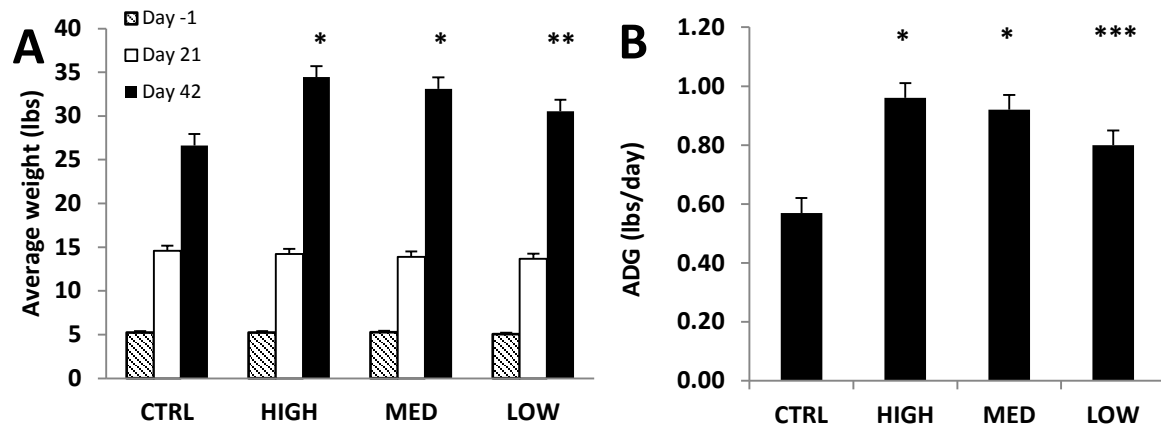 A
Average weight (lbs)
40
35
30
25
20
15
10
5
0
Day -1
Day 21
Day 42
* * **
CTRL HIGH MED LOW
B
ADG (lbs/day)
1.20
1.00
0.80
0.60
0.40
0.20
0.00
* * ***
CTRL HIGH MED LOW